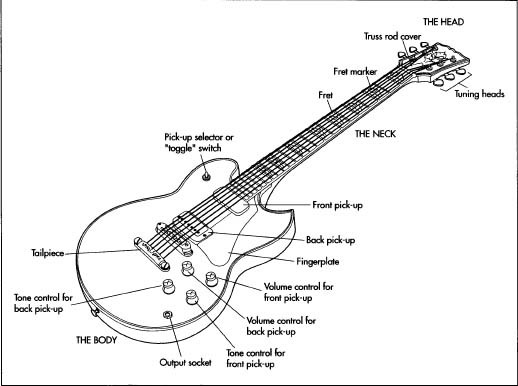 THE HEAD
Truss rod cover
Fret marker
Fret
Tuning heads
THE NECK
Pick-up selector or
"toggle" switch
Front pick-up
Back pick-up
Tailpiece
Fingerplate
Tone control for
back pick-up
Volume control for
front pick-up
Volume control for
back pick-up
THE BODY
Output socket
Tone control for
front pick-up